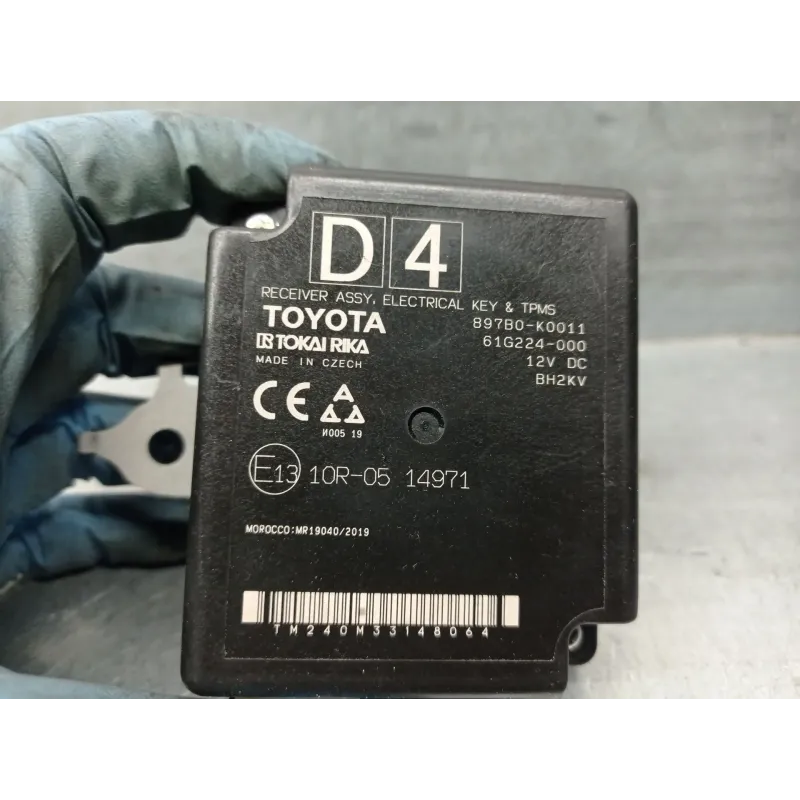 D 4
RECEIVER ASSY, ELECTRICAL KEY & TPMS
TOYOTA 897B0-K0011
TOKAI RIKA 61G224-000
MADE IN CZECH 12V DC
BH2KV
CE
И005 19
E13 10R-05 14971
MOROCCO:MR19040/2019
TM240M33148064